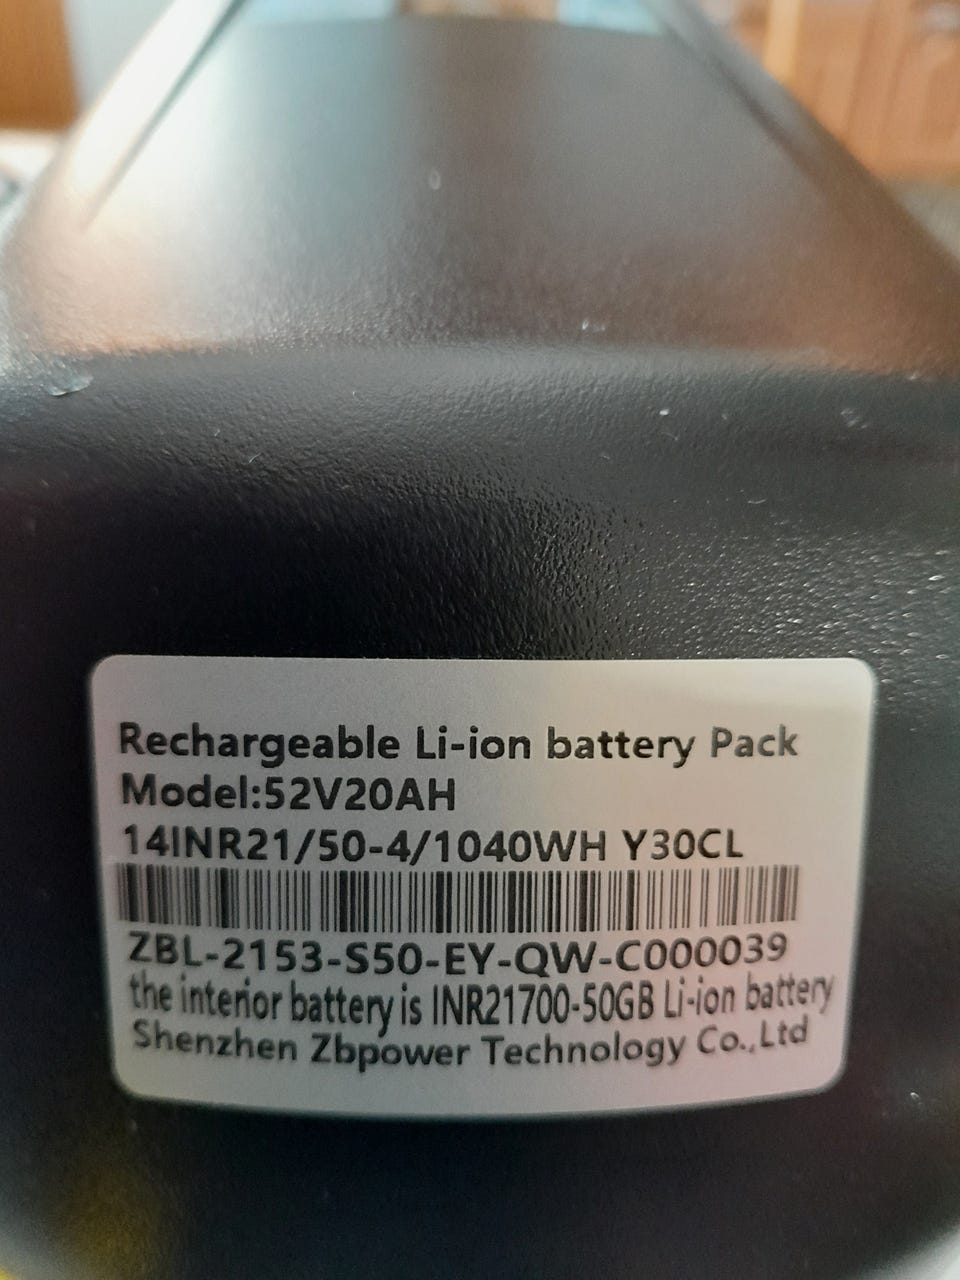 Rechargeable Li-ion battery Pack
Model:52V20AH
14INR21/50-4/1040WH Y30CL
ZBL-2153-S50-EY-QW-C000039
the interior battery is INR21700-50GB Li-ion battery
Shenzhen Zbpower Technology Co.,Ltd